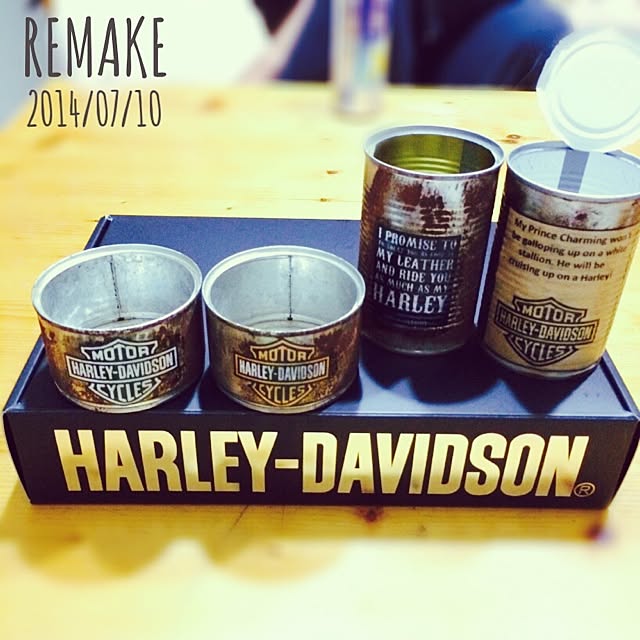 REMAKE
2014/07/10
MOTOR
HARLEY-DAVIDSON
CYCLES
MOTOR
HARLEY-DAVIDSON
CYCLES
I PROMISE TO
MY LEATHER
AND RIDE YOU
AS MUCH AS MY
HARLEY
My Prince Charming won't
be galloping up on a white
stallion. He will be
cruising up on a Harley!
MOTOR
HARLEY-DAVIDSON
CYCLES
HARLEY-DAVIDSON®